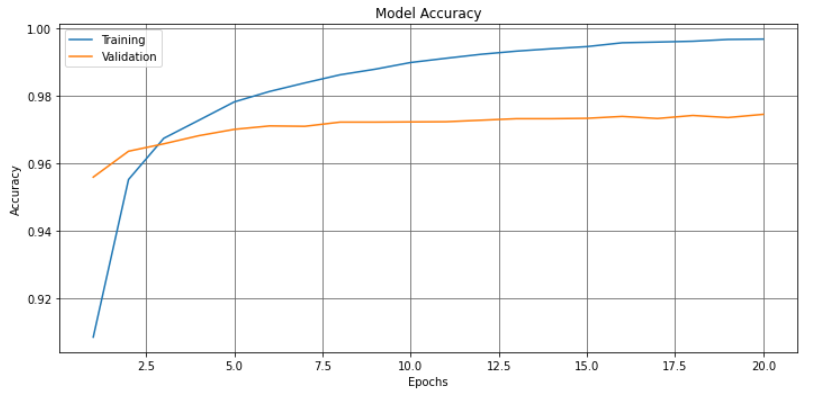 Model Accuracy
Training
Validation
1.00
0.98
0.96
0.94
0.92
Accuracy
2.5 5.0 7.5 10.0 12.5 15.0 17.5 20.0
Epochs